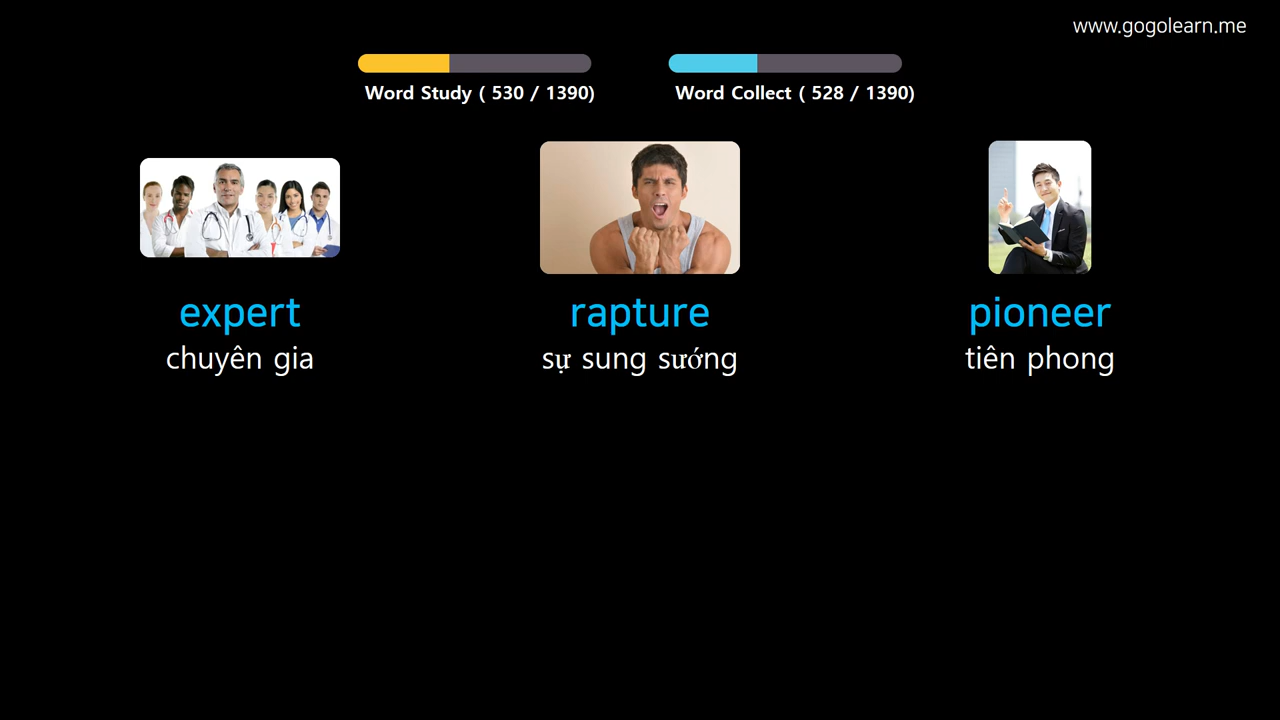 www.gogolearn.me
Word Study ( 530 / 1390)
Word Collect ( 528 / 1390)
expert
rapture
pioneer
chuyên gia
sự sung sướng
tiên phong